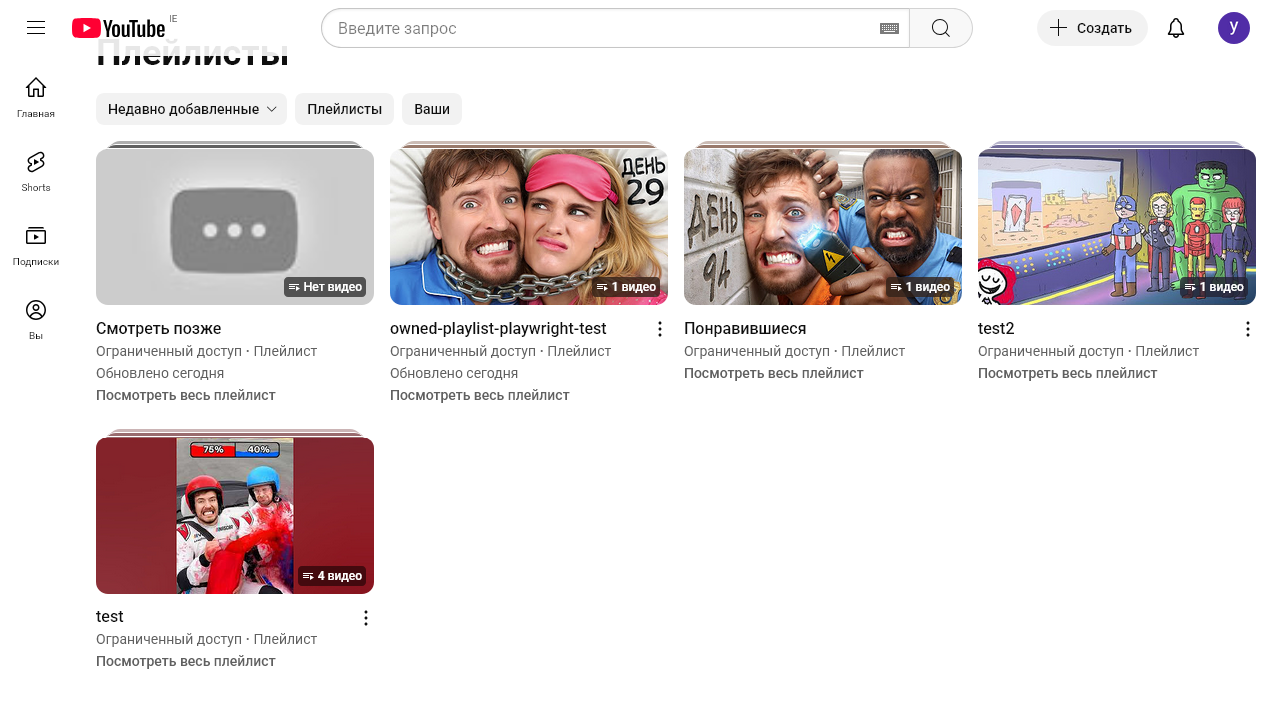 YouTube IE
Введите запрос
Создать
y
Плейлисты
Главная
Shorts
Подписки
Вы
Недавно добавленные
Плейлисты
Ваши
Нет видео
Смотреть позже
Ограниченный доступ • Плейлист
Обновлено сегодня
Посмотреть весь плейлист
ДЕНЬ
29
1 видео
owned-playlist-playwright-test
Ограниченный доступ • Плейлист
Обновлено сегодня
Посмотреть весь плейлист
ДЕНЬ
94
1 видео
Понравившиеся
Ограниченный доступ • Плейлист
Посмотреть весь плейлист
1 видео
test2
Ограниченный доступ • Плейлист
Посмотреть весь плейлист
75%
40%
4 видео
test
Ограниченный доступ • Плейлист
Посмотреть весь плейлист